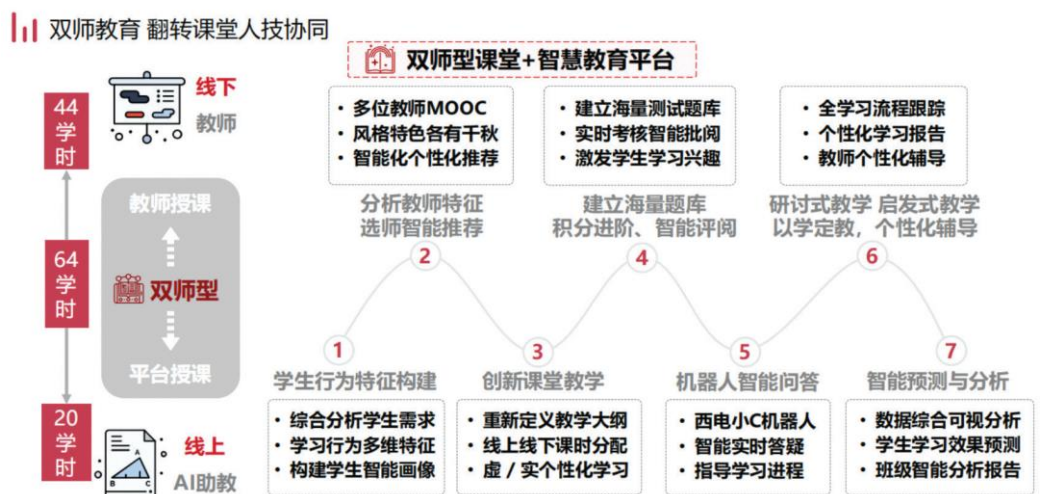 双师教育 翻转课堂人技协同
双师型课堂+智慧教育平台
44
学
时
线下
教师
教师授课
64
学
时
双师型
平台授课
20
学
时
线上
AI助教
A
B
C
• 多位教师MOOC
• 风格特色各有千秋
• 智能化个性化推荐
分析教师特征
选师智能推荐
2
• 建立海量测试题库
• 实时考核智能批阅
• 激发学生学习兴趣
建立海量题库
积分进阶、智能评阅
4
• 全学习流程跟踪
• 个性化学习报告
• 教师个性化辅导
研讨式教学 启发式教学
以学定教，个性化辅导
6
1
学生行为特征构建
• 综合分析学生需求
• 学习行为多维特征
• 构建学生智能画像
3
创新课堂教学
• 重新定义教学大纲
• 线上线下课时分配
• 虚 / 实个性化学习
5
机器人智能问答
• 西电小C机器人
• 智能实时答疑
• 指导学习进程
7
智能预测与分析
• 数据综合可视分析
• 学生学习效果预测
• 班级智能分析报告